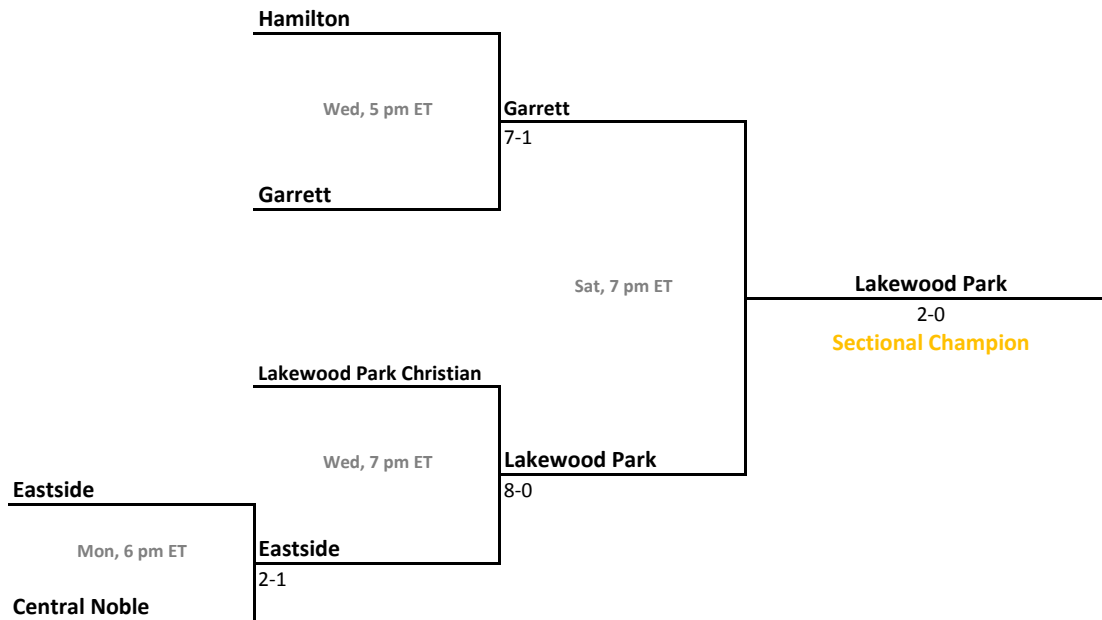 Hamilton
Wed, 5 pm ET
Garrett
7-1
Garrett
Sat, 7 pm ET
Lakewood Park
2-0
Sectional Champion
Lakewood Park Christian
Wed, 7 pm ET
Lakewood Park
8-0
Eastside
Mon, 6 pm ET
Eastside
2-1
Central Noble